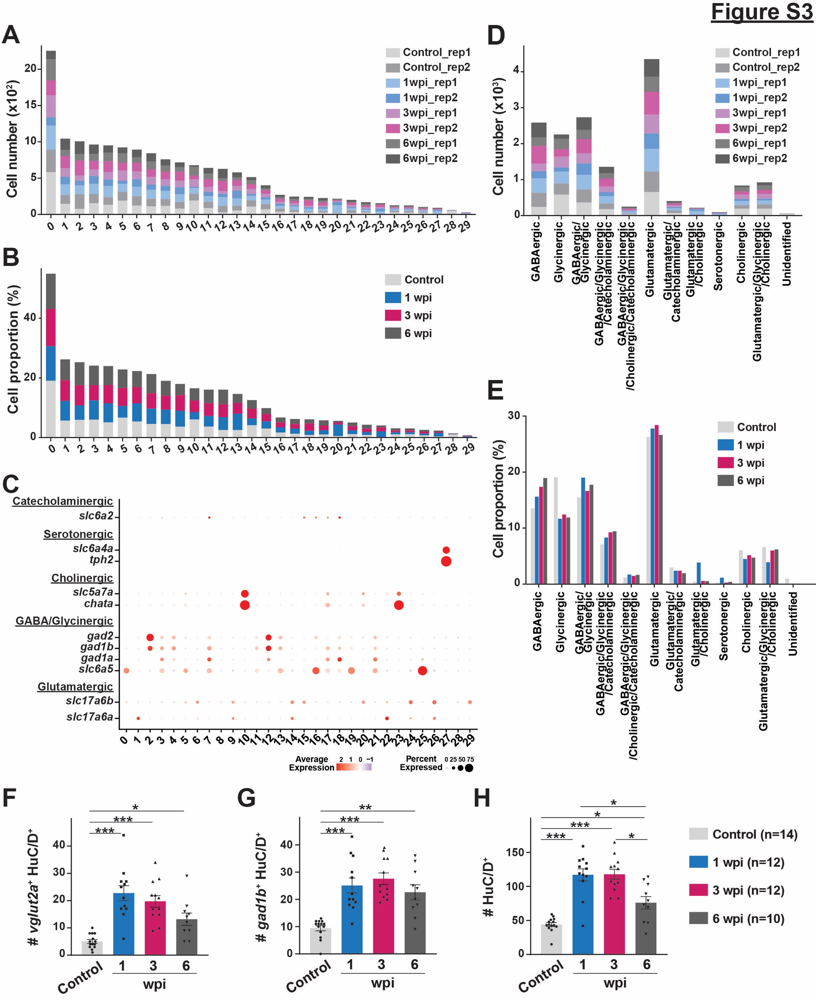 Figure S3
A
Cell number (x10²)
20
15
10
5
0
0 1 2 3 4 5 6 7 8 9 10 11 12 13 14 15 16 17 18 19 20 21 22 23 24 25 26 27 28 29
Control_rep1
Control_rep2
1wpi_rep1
1wpi_rep2
3wpi_rep1
3wpi_rep2
6wpi_rep1
6wpi_rep2
B
Cell proportion (%)
40
20
0
0 1 2 3 4 5 6 7 8 9 10 11 12 13 14 15 16 17 18 19 20 21 22 23 24 25 26 27 28 29
Control
1 wpi
3 wpi
6 wpi
C
Catecholaminergic
slc6a2
Serotonergic
slc6a4a
tph2
Cholinergic
slc5a7a
chata
GABA/Glycinergic
gad2
gad1b
gad1a
slc6a5
Glutamatergic
slc17a6b
slc17a6a
0 1 2 3 4 5 6 7 8 9 10 11 12 13 14 15 16 17 18 19 20 21 22 23 24 25 26 27 28 29
Average
Expression
2 1 0 −1
Percent
Expressed
0 25 50 75
D
Cell number (x10³)
4
3
2
1
0
Control_rep1
Control_rep2
1wpi_rep1
1wpi_rep2
3wpi_rep1
3wpi_rep2
6wpi_rep1
6wpi_rep2
GABAergic
Glycinergic
GABAergic/
Glycinergic
GABAergic/Glycinergic
/Catecholaminergic
GABAergic/Glycinergic
/Cholinergic/Catecholaminergic
Glutamatergic
Glutamatergic/
Catecholaminergic
Glutamatergic
/Cholinergic
Serotonergic
Cholinergic
Glutamatergic/Glycinergic
/Cholinergic
Unidentified
E
Cell proportion (%)
30
20
10
0
Control
1 wpi
3 wpi
6 wpi
GABAergic
Glycinergic
GABAergic/
Glycinergic
GABAergic/Glycinergic
/Catecholaminergic
GABAergic/Glycinergic
/Cholinergic/Catecholaminergic
Glutamatergic
Glutamatergic/
Catecholaminergic
Glutamatergic
/Cholinergic
Serotonergic
Cholinergic
Glutamatergic/Glycinergic
/Cholinergic
Unidentified
F
# vglut2a⁺ HuC/D⁺
40
30
20
10
0
*
***
***
Control 1 3 6
wpi
G
# gad1b⁺ HuC/D⁺
40
30
20
10
0
**
***
***
Control 1 3 6
wpi
H
# HuC/D⁺
150
100
50
0
*
*
***
*** *
Control 1 3 6
wpi
Control (n=14)
1 wpi (n=12)
3 wpi (n=12)
6 wpi (n=10)